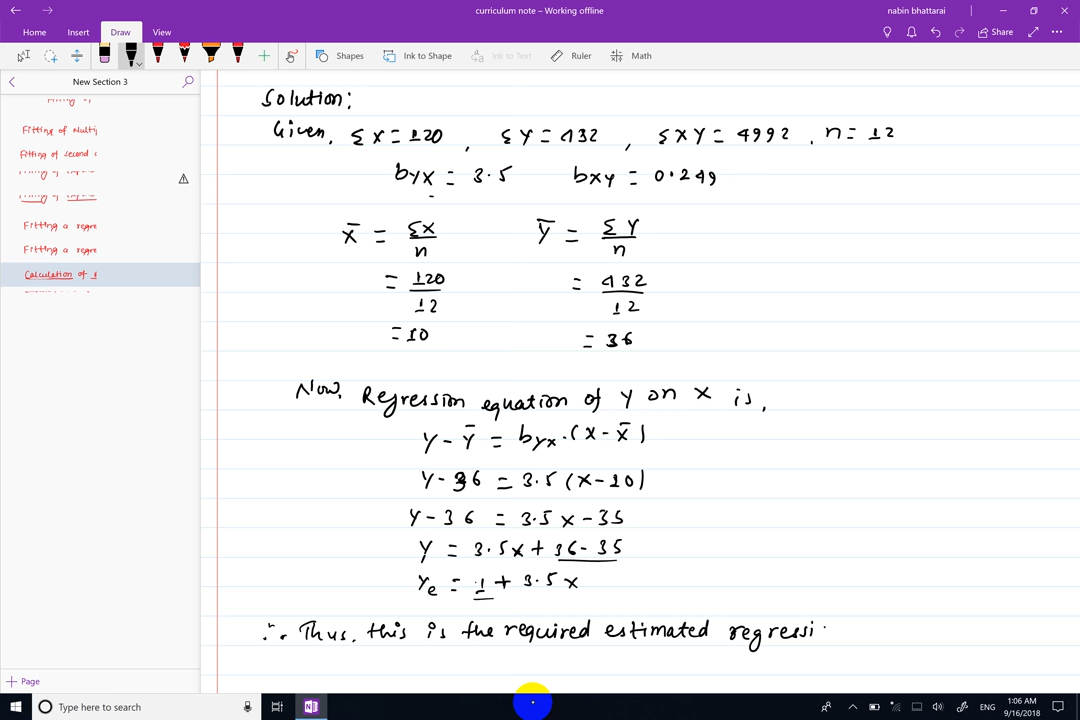 curriculum note – Working offline
nabin bhattarai
Home Insert Draw View
Share
Shapes Ink to Shape Ink to Text Ruler Math
New Section 3
Fitting of Multi
Fitting of second
Fitting a regre
Fitting a regre
Calculation of
+ Page
Solution:
Given, ΣX = 120, ΣY = 432, ΣXY = 4992, n = 12
byx = 3.5 bxy = 0.249
X̄ = ΣX/n Ȳ = ΣY/n
= 120/12 = 432/12
= 10 = 36
Now, Regression equation of Y on X is,
Y - Ȳ = byx.(X - X̄)
Y - 36 = 3.5 (X - 10)
Y - 36 = 3.5X - 35
Y = 3.5X + 36 - 35
Ye = 1 + 3.5X
∴ Thus, this is the required estimated regressi
Type here to search
ENG
1:06 AM
9/16/2018